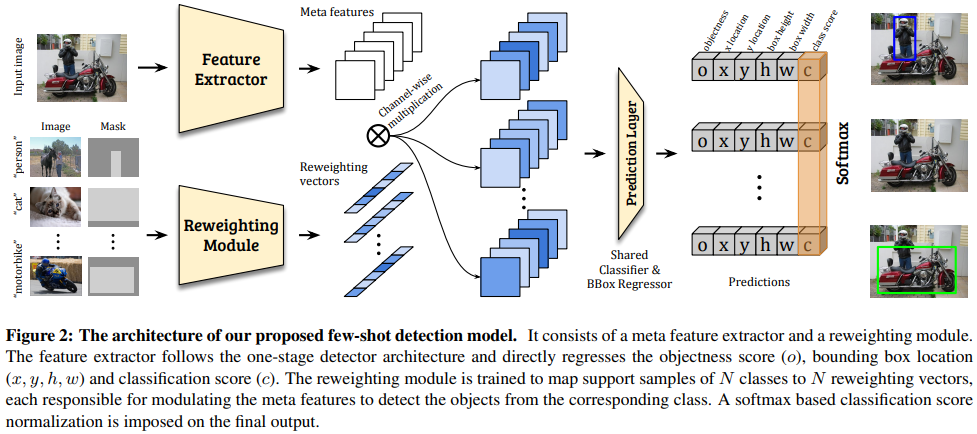 Input image
Feature
Extractor
Meta features
Channel-wise
multiplication
Image
Mask
"person"
"cat"
"motorbike"
Reweighting
Module
Reweighting
vectors
Prediction Layer
Shared
Classifier &
BBox Regressor
objectness
x location
y location
box height
box width
class score
o x y h w c
o x y h w c
o x y h w c
Predictions
Softmax
Figure 2: The architecture of our proposed few-shot detection model. It consists of a meta feature extractor and a reweighting module.
The feature extractor follows the one-stage detector architecture and directly regresses the objectness score (o), bounding box location
(x, y, h, w) and classification score (c). The reweighting module is trained to map support samples of N classes to N reweighting vectors,
each responsible for modulating the meta features to detect the objects from the corresponding class. A softmax based classification score
normalization is imposed on the final output.